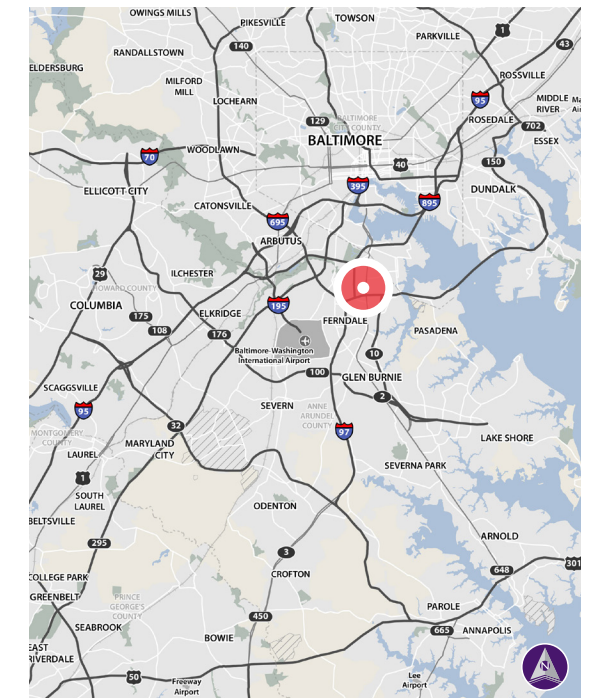 OWINGS MILLS
TOWSON
PIKESVILLE
1
PARKVILLE
140
43
RANDALLSTOWN
ELDERSBURG
ROSSVILLE
MILFORD
MILL
95
LOCHEARN
MIDDLE
RIVER
129
BALTIMORE
CITY COUNTY
ROSEDALE
702
BALTIMORE
ESSEX
WOODLAWN
70
40
150
395
ELLICOTT CITY
DUNDALK
CATONSVILLE
895
695
ARBUTUS
29
ILCHESTER
HOWARD COUNTY
COLUMBIA
195
175
ELKRIDGE
FERNDALE
108
176
PASADENA
Baltimore-Washington
International Airport
10
100
GLEN BURNIE
SCAGGSVILLE
2
95
SEVERN
ANNE
ARUNDEL
COUNTY
32
97
MONTGOMERY
COUNTY
MARYLAND
CITY
LAKE SHORE
LAUREL
SEVERNA PARK
1
SOUTH
LAUREL
ODENTON
BELTSVILLE
295
ARNOLD
3
301
648
COLLEGE PARK
CROFTON
GREENBELT
PRINCE
GEORGE'S
COUNTY
PAROLE
450
SEABROOK
BOWIE
665
ANNAPOLIS
EAST
RIVERDALE
50
Freeway
Airport
Lee
Airport
N